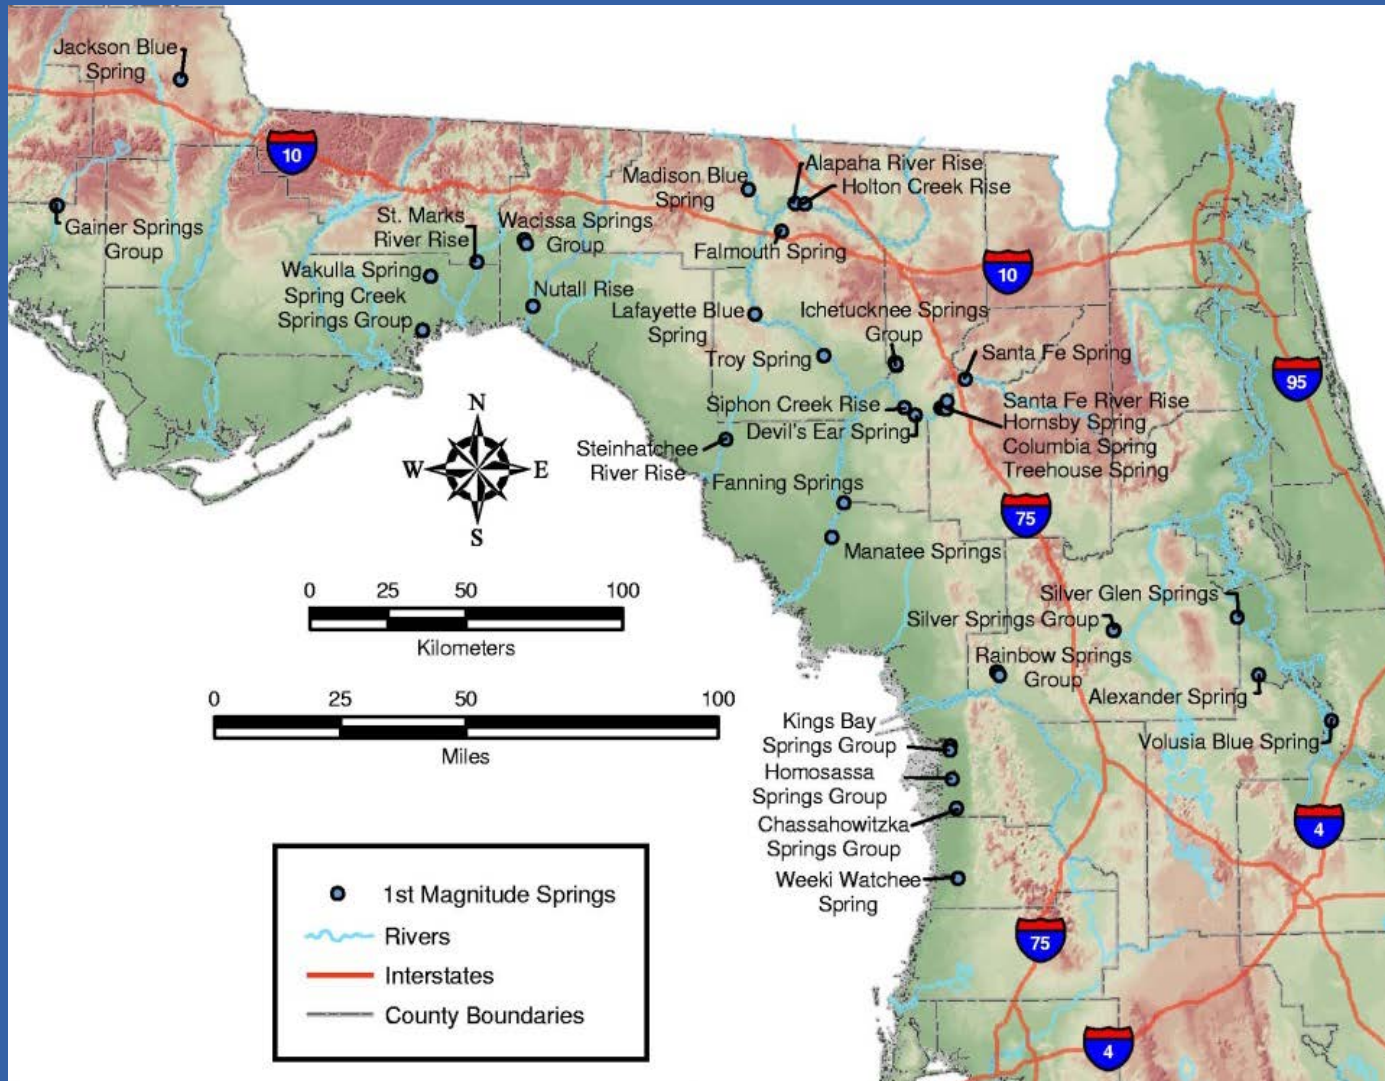 Jackson Blue
Spring
10
Gainer Springs
Group
St. Marks
River Rise
Wacissa Springs
Group
Wakulla Spring
Spring Creek
Springs Group
Nutall Rise
Madison Blue
Spring
Alapaha River Rise
Holton Creek Rise
Falmouth Spring
10
Lafayette Blue
Spring
Ichetucknee Springs
Group
Troy Spring
Santa Fe Spring
95
Siphon Creek Rise
Devil's Ear Spring
Santa Fe River Rise
Hornsby Spring
Columbia Spring
Treehouse Spring
Steinhatchee
River Rise
Fanning Springs
75
Manatee Springs
N
W
E
S
0 25 50 100
Kilometers
0 25 50 100
Miles
Silver Glen Springs
Silver Springs Group
Rainbow Springs
Group
Alexander Spring
Volusia Blue Spring
Kings Bay
Springs Group
Homosassa
Springs Group
Chassahowitzka
Springs Group
Weeki Watchee
Spring
4
75
4
1st Magnitude Springs
Rivers
Interstates
County Boundaries